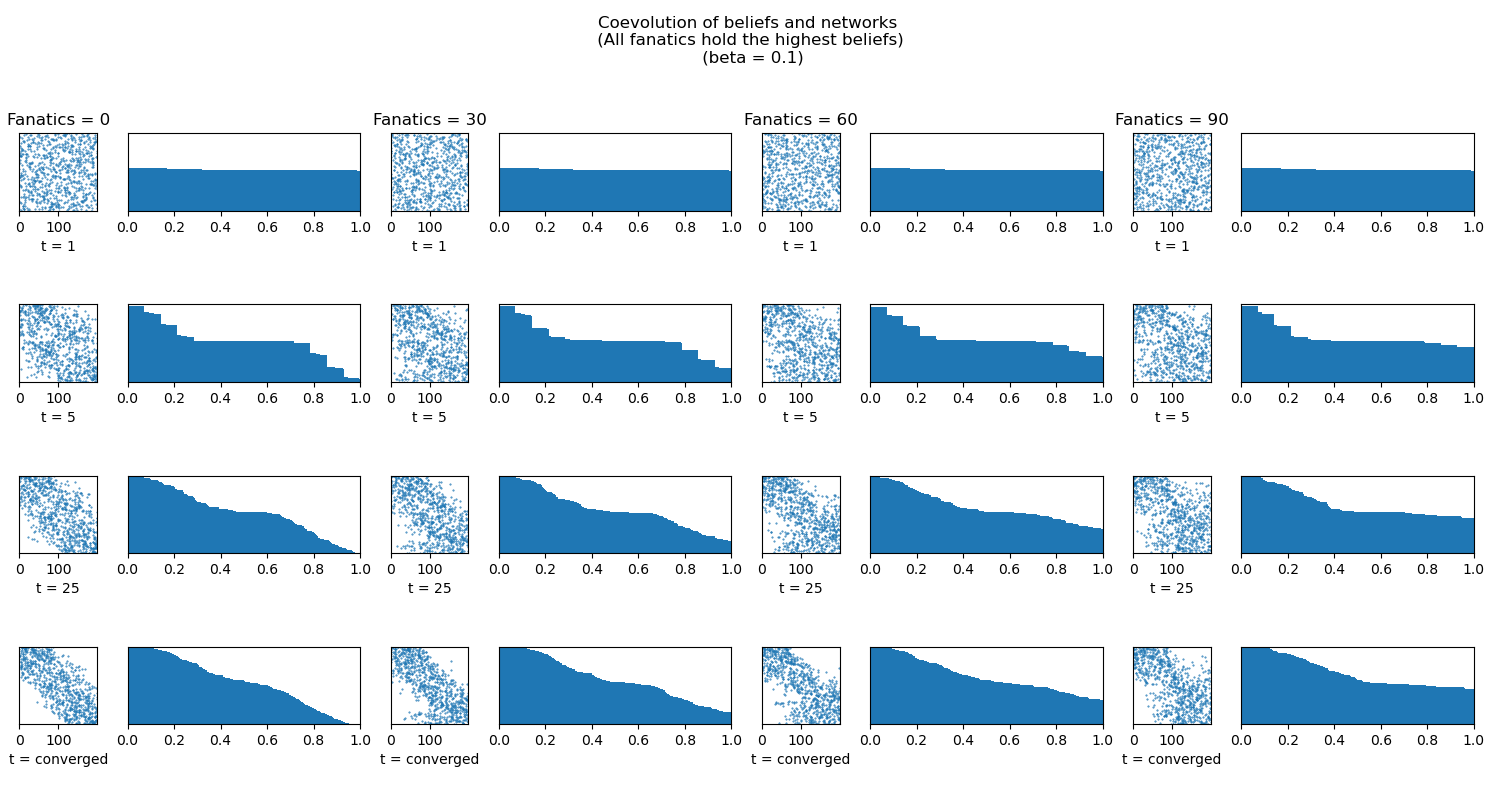 Coevolution of beliefs and networks
(All fanatics hold the highest beliefs)
(beta = 0.1)
Fanatics = 0 Fanatics = 30 Fanatics = 60 Fanatics = 90
0 100 0.0 0.2 0.4 0.6 0.8 1.0 0 100 0.0 0.2 0.4 0.6 0.8 1.0 0 100 0.0 0.2 0.4 0.6 0.8 1.0 0 100 0.0 0.2 0.4 0.6 0.8 1.0
t = 1 t = 1 t = 1 t = 1
0 100 0.0 0.2 0.4 0.6 0.8 1.0 0 100 0.0 0.2 0.4 0.6 0.8 1.0 0 100 0.0 0.2 0.4 0.6 0.8 1.0 0 100 0.0 0.2 0.4 0.6 0.8 1.0
t = 5 t = 5 t = 5 t = 5
0 100 0.0 0.2 0.4 0.6 0.8 1.0 0 100 0.0 0.2 0.4 0.6 0.8 1.0 0 100 0.0 0.2 0.4 0.6 0.8 1.0 0 100 0.0 0.2 0.4 0.6 0.8 1.0
t = 25 t = 25 t = 25 t = 25
0 100 0.0 0.2 0.4 0.6 0.8 1.0 0 100 0.0 0.2 0.4 0.6 0.8 1.0 0 100 0.0 0.2 0.4 0.6 0.8 1.0 0 100 0.0 0.2 0.4 0.6 0.8 1.0
t = converged t = converged t = converged t = converged